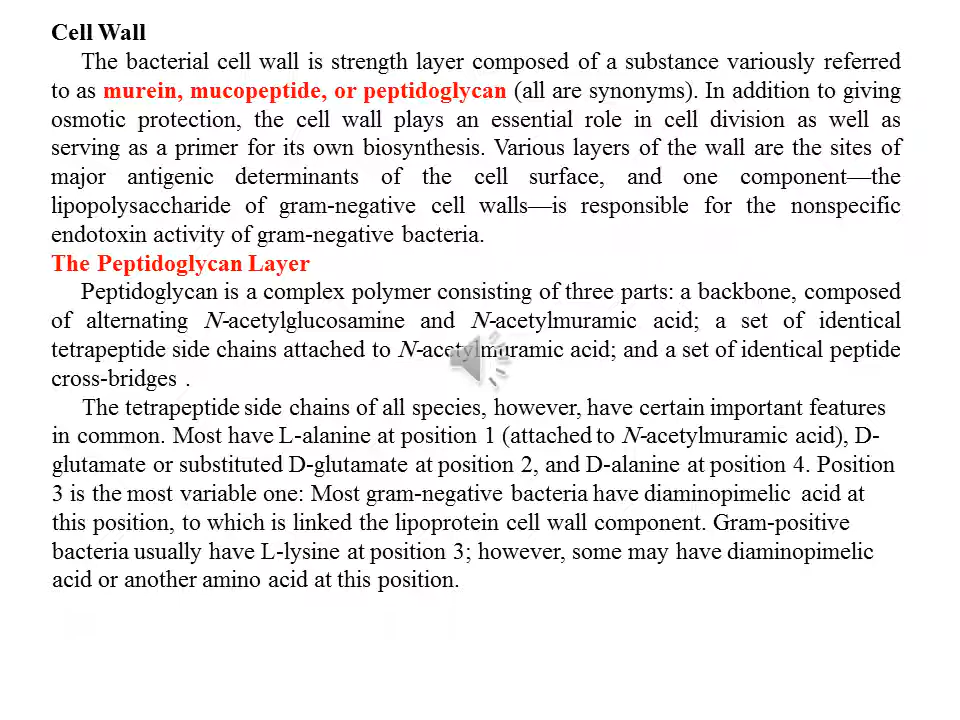 Cell Wall
The bacterial cell wall is strength layer composed of a substance variously referred
to as murein, mucopeptide, or peptidoglycan (all are synonyms). In addition to giving
osmotic protection, the cell wall plays an essential role in cell division as well as
serving as a primer for its own biosynthesis. Various layers of the wall are the sites of
major antigenic determinants of the cell surface, and one component—the
lipopolysaccharide of gram-negative cell walls—is responsible for the nonspecific
endotoxin activity of gram-negative bacteria.
The Peptidoglycan Layer
Peptidoglycan is a complex polymer consisting of three parts: a backbone, composed
of alternating N-acetylglucosamine and N-acetylmuramic acid; a set of identical
tetrapeptide side chains attached to N-acetylmuramic acid; and a set of identical peptide
cross-bridges .
The tetrapeptide side chains of all species, however, have certain important features
in common. Most have L-alanine at position 1 (attached to N-acetylmuramic acid), D-
glutamate or substituted D-glutamate at position 2, and D-alanine at position 4. Position
3 is the most variable one: Most gram-negative bacteria have diaminopimelic acid at
this position, to which is linked the lipoprotein cell wall component. Gram-positive
bacteria usually have L-lysine at position 3; however, some may have diaminopimelic
acid or another amino acid at this position.